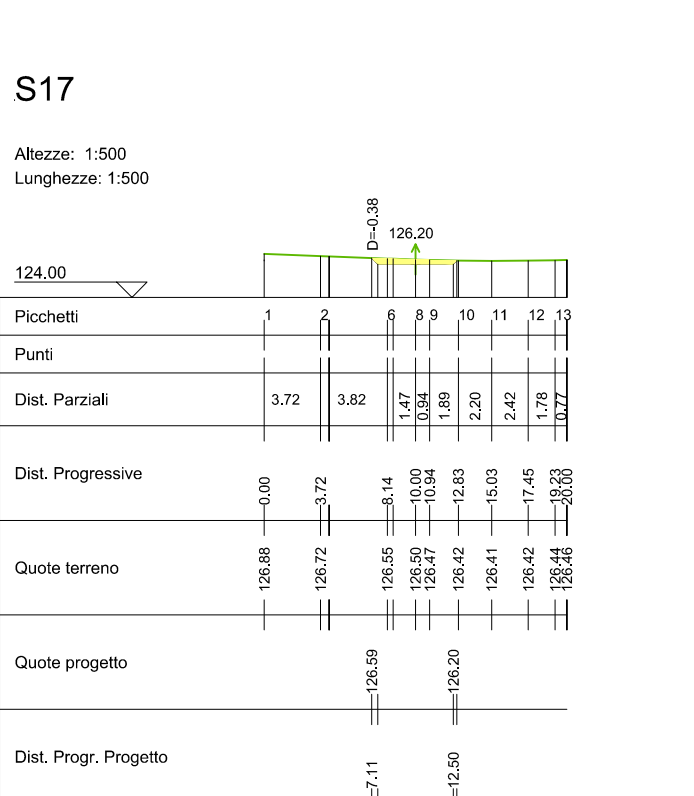 S17
Altezze: 1:500
Lunghezze: 1:500
D=-0.38
126.20
124.00
Picchetti 1 2 6 8 9 10 11 12 13
Punti
Dist. Parziali 3.72 3.82 1.47 0.94 1.89 2.20 2.42 1.78 0.77
Dist. Progressive 0.00 3.72 8.14 10.00 10.94 12.83 15.03 17.45 19.23 20.00
Quote terreno 126.88 126.72 126.55 126.50 126.47 126.42 126.41 126.42 126.44 126.46
Quote progetto 126.59 126.20
Dist. Progr. Progetto 7.11 12.50